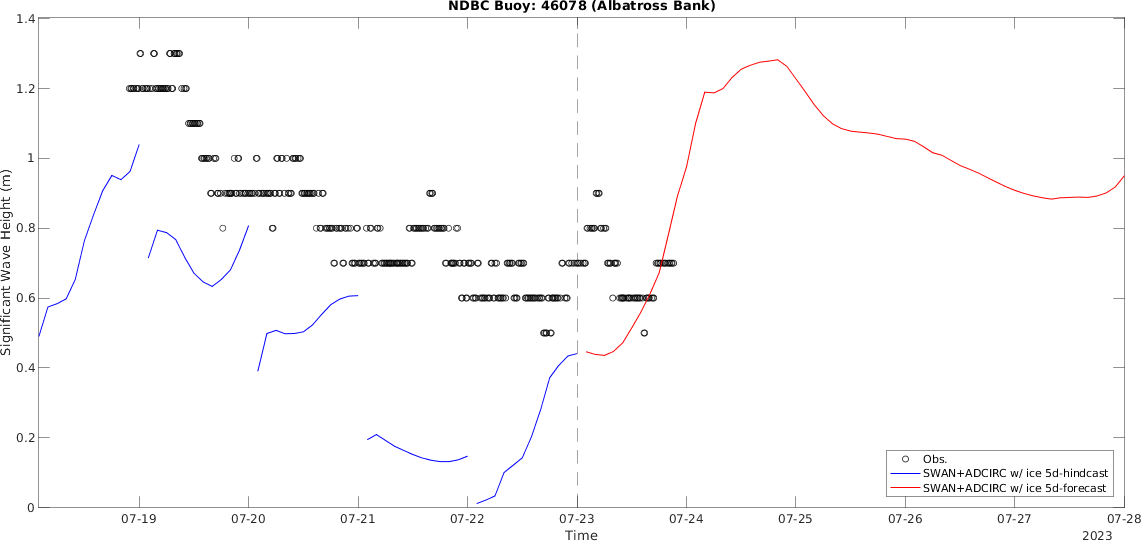 NDBC Buoy: 46078 (Albatross Bank)
1.4
1.2
1
0.8
0.6
0.4
0.2
0
Significant Wave Height (m)
Obs.
SWAN+ADCIRC w/ ice 5d-hindcast
SWAN+ADCIRC w/ ice 5d-forecast
07-19 07-20 07-21 07-22 07-23 07-24 07-25 07-26 07-27 07-28
Time
2023